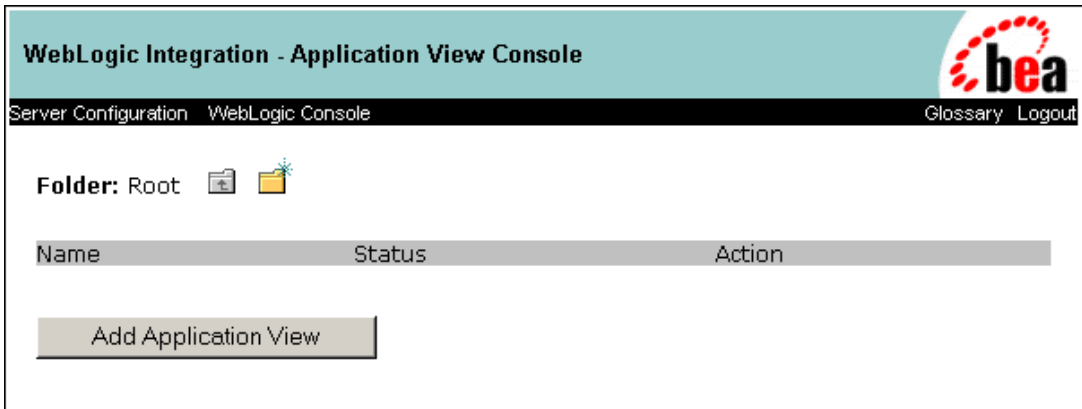 WebLogic Integration - Application View Console
bea
Server Configuration WebLogic Console Glossary Logout
Folder: Root
Name Status Action
Add Application View